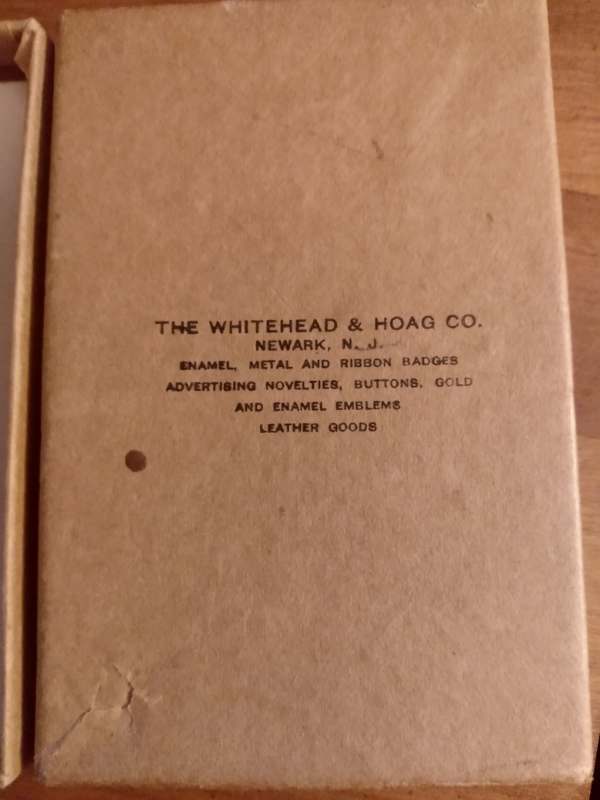 THE WHITEHEAD & HOAG CO.
NEWARK, N. J.
ENAMEL, METAL AND RIBBON BADGES
ADVERTISING NOVELTIES, BUTTONS, GOLD
AND ENAMEL EMBLEMS
LEATHER GOODS